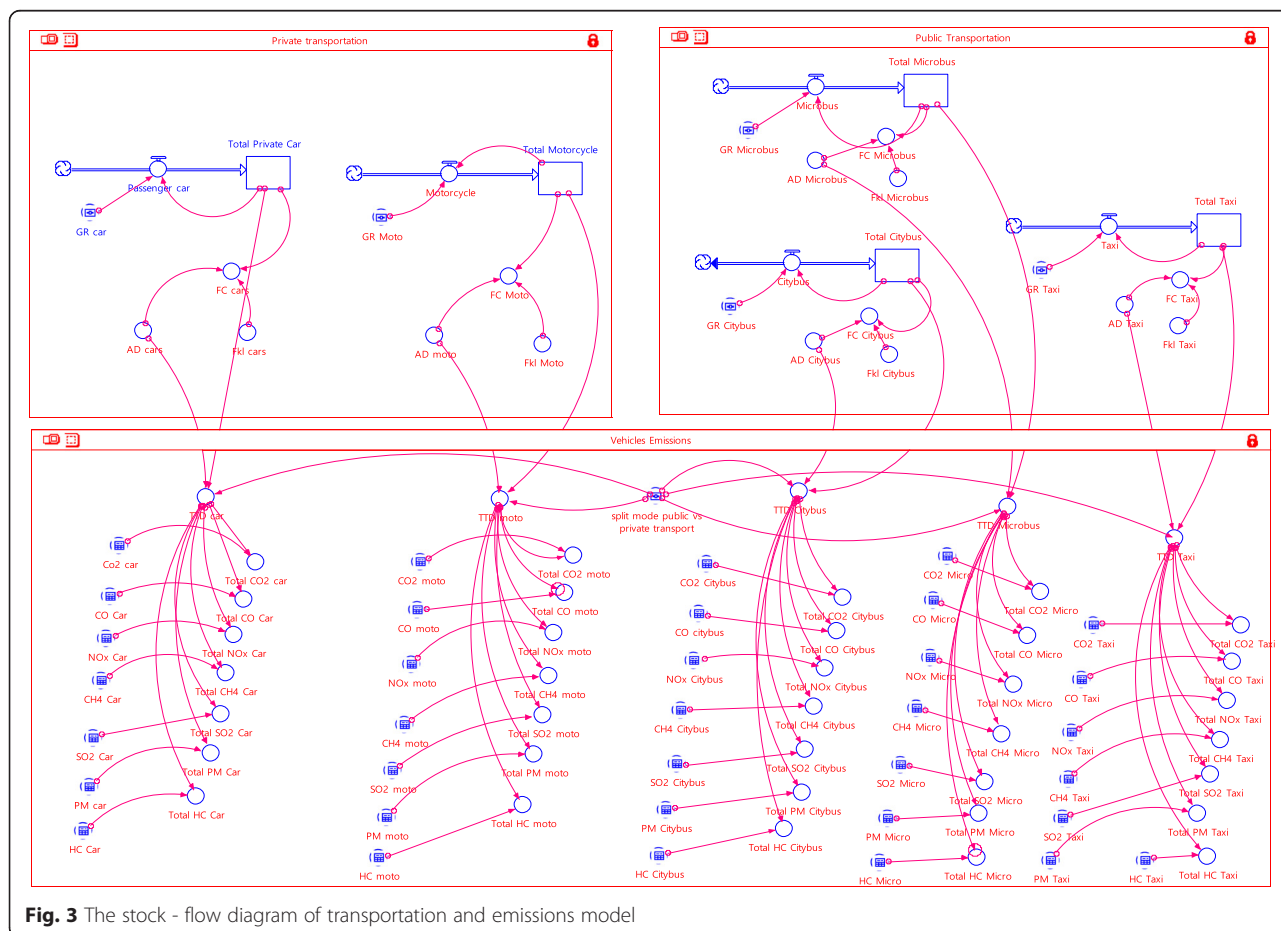 Private transportation
Total Private Car
Passenger car
GR car
FC cars
AD cars
Fkl cars
Total Motorcycle
Motorcycle
GR Moto
FC Moto
AD moto
Fkl Moto
Public Transportation
Total Microbus
Microbus
GR Microbus
FC Microbus
AD Microbus
Fkl Microbus
Total Citybus
Citybus
GR Citybus
FC Citybus
AD Citybus
Fkl Citybus
Total Taxi
Taxi
GR Taxi
FC Taxi
AD Taxi
Fkl Taxi
Vehicles Emissions
TTD car
Co2 car
Total CO2 car
CO Car
Total CO Car
NOx Car
Total NOx Car
CH4 Car
Total CH4 Car
SO2 Car
Total SO2 Car
PM car
Total PM Car
HC Car
Total HC Car
TTD moto
CO2 moto
Total CO2 moto
CO moto
Total CO moto
NOx moto
Total NOx moto
CH4 moto
Total CH4 moto
SO2 moto
Total SO2 moto
PM moto
Total PM moto
HC moto
Total HC moto
split mode public vs
private transport
TTD Citybus
CO2 Citybus
Total CO2 Citybus
CO citybus
Total CO Citybus
NOx Citybus
Total NOx Citybus
CH4 Citybus
Total CH4 Citybus
SO2 Citybus
Total SO2 Citybus
PM Citybus
Total PM Citybus
HC Citybus
Total HC Citybus
TTD Microbus
CO2 Micro
Total CO2 Micro
CO Micro
Total CO Micro
NOx Micro
Total NOx Micro
CH4 Micro
Total CH4 Micro
SO2 Micro
Total SO2 Micro
PM Micro
Total PM Micro
HC Micro
Total HC Micro
TTD Taxi
CO2 Taxi
Total CO2 Taxi
CO Taxi
Total CO Taxi
NOx Taxi
Total NOx Taxi
CH4 Taxi
Total CH4 Taxi
SO2 Taxi
Total SO2 Taxi
PM Taxi
Total PM Taxi
HC Taxi
Total HC Taxi
Fig. 3 The stock - flow diagram of transportation and emissions model